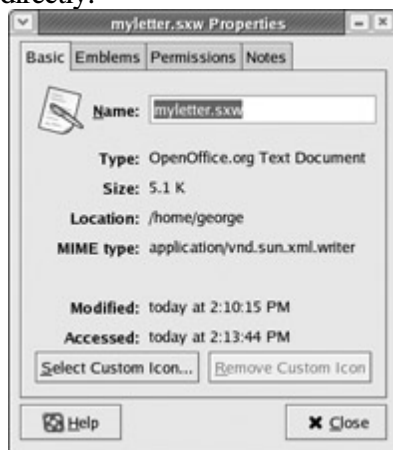 directly.
myletter.sxw Properties
Basic Emblems Permissions Notes
Name: myletter.sxw
Type: OpenOffice.org Text Document
Size: 5.1 K
Location: /home/george
MIME type: application/vnd.sun.xml.writer
Modified: today at 2:10:15 PM
Accessed: today at 2:13:44 PM
Select Custom Icon... Remove Custom Icon
Help Close